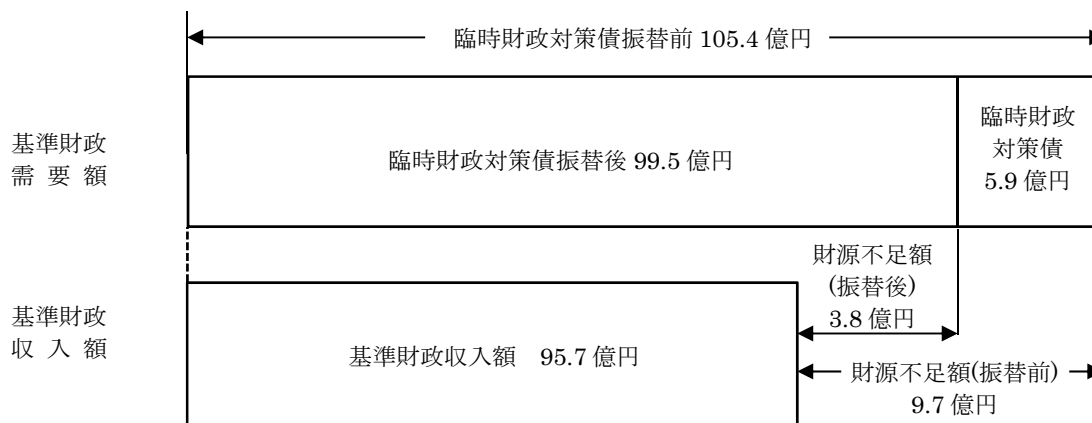 臨時財政対策債振替前 105.4 億円
基準財政
需 要 額
臨時財政対策債振替後 99.5 億円
臨時財政
対策債
5.9 億円
財源不足額
(振替後)
3.8 億円
基準財政
収 入 額
基準財政収入額 95.7 億円
財源不足額(振替前)
9.7 億円